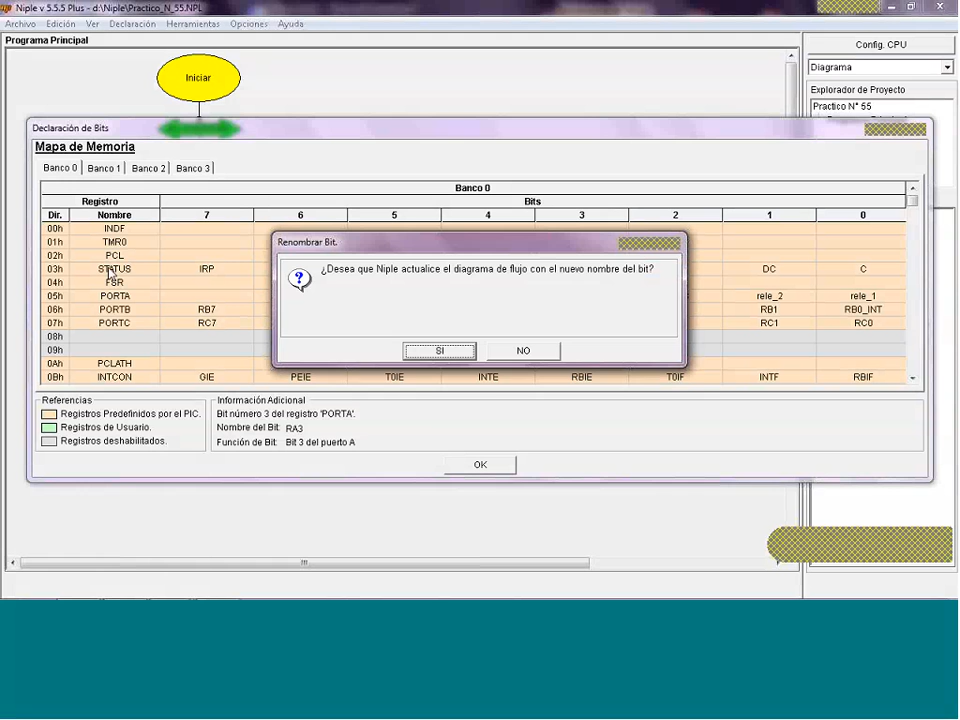 Niple v 5.5.5 Plus - d:\Niple\Practico_N_55.NPL
Archivo Edición Ver Declaración Herramientas Opciones Ayuda
Programa Principal
Config. CPU
Iniciar
Diagrama
Explorador de Proyecto
Practico N° 55
Declaración de Bits
Mapa de Memoria
Banco 0 Banco 1 Banco 2 Banco 3
Banco 0
Registro Bits
Dir. Nombre 7 6 5 4 3 2 1 0
00h INDF
01h TMR0
02h PCL
03h STATUS IRP DC C
04h FSR
05h PORTA rele_2 rele_1
06h PORTB RB7 RB1 RB0_INT
07h PORTC RC7 RC1 RC0
08h
09h
0Ah PCLATH
0Bh INTCON GIE PEIE T0IE INTE RBIE T0IF INTF RBIF
Renombrar Bit.
¿Desea que Niple actualice el diagrama de flujo con el nuevo nombre del bit?
SI NO
Referencias
Registros Predefinidos por el PIC.
Registros de Usuario.
Registros deshabilitados.
Información Adicional
Bit número 3 del registro 'PORTA'.
Nombre del Bit: RA3
Función de Bit: Bit 3 del puerto A
OK